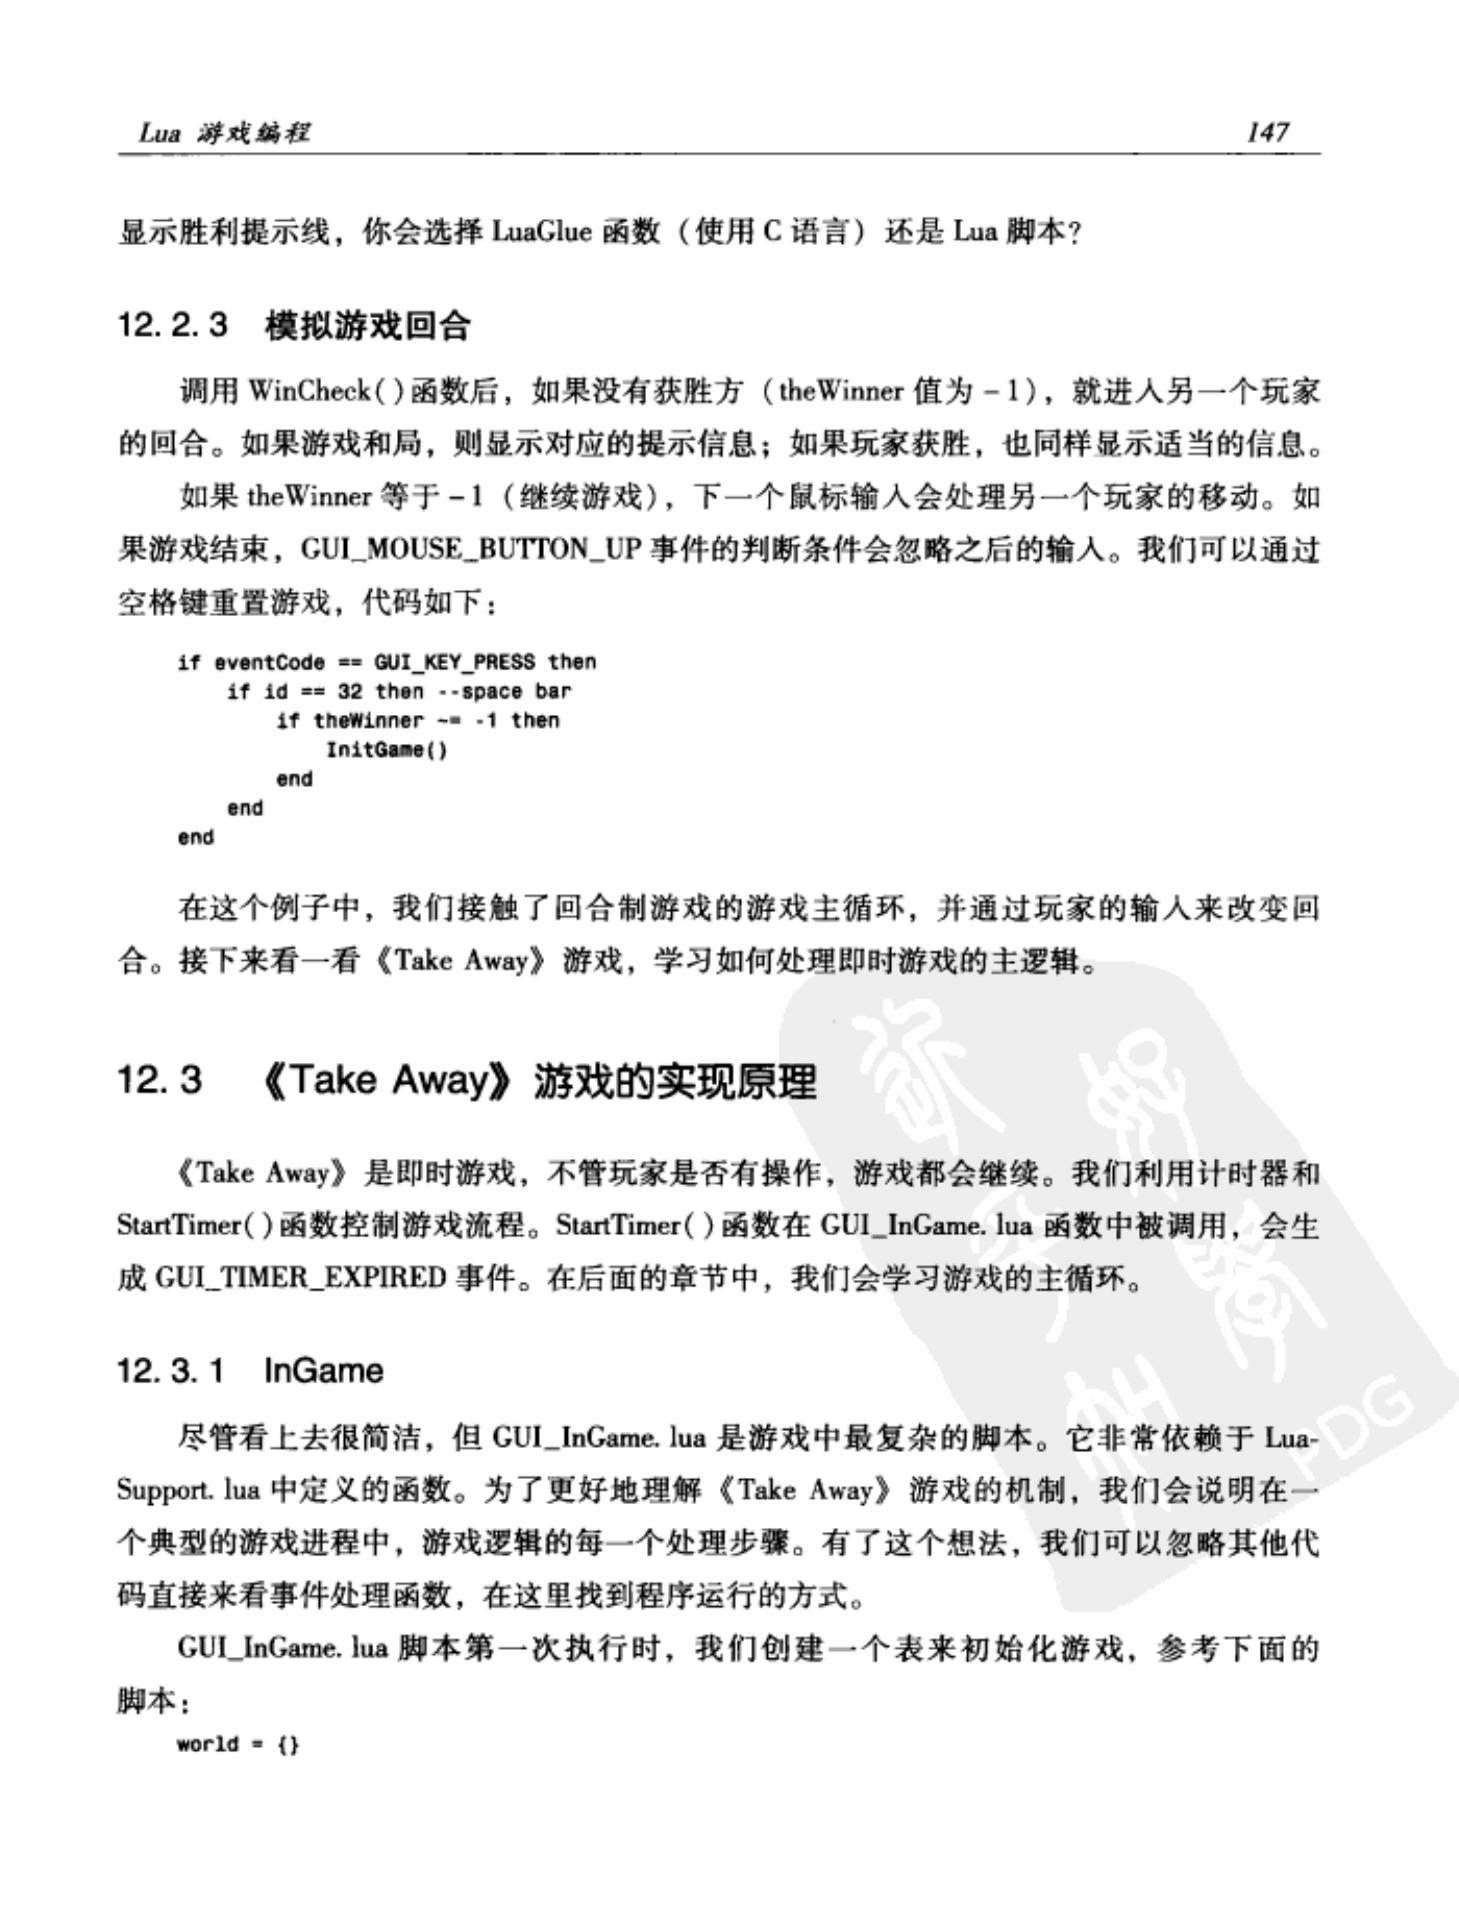 Lua 游戏编程 147
显示胜利提示线，你会选择 LuaGlue 函数（使用 C 语言）还是 Lua 脚本？
12.2.3 模拟游戏回合
调用 WinCheck()函数后，如果没有获胜方（theWinner 值为 –1），就进入另一个玩家
的回合。如果游戏和局，则显示对应的提示信息；如果玩家获胜，也同样显示适当的信息。
如果 theWinner 等于 –1（继续游戏），下一个鼠标输入会处理另一个玩家的移动。如
果游戏结束，GUI_MOUSE_BUTTON_UP 事件的判断条件会忽略之后的输入。我们可以通过
空格键重置游戏，代码如下：
if eventCode == GUI_KEY_PRESS then
if id == 32 then --space bar
if theWinner ~= -1 then
InitGame()
end
end
end
在这个例子中，我们接触了回合制游戏的游戏主循环，并通过玩家的输入来改变回
合。接下来看一看《Take Away》游戏，学习如何处理即时游戏的主逻辑。
12.3 《Take Away》游戏的实现原理
《Take Away》是即时游戏，不管玩家是否有操作，游戏都会继续。我们利用计时器和
StartTimer()函数控制游戏流程。StartTimer()函数在 GUI_InGame.lua 函数中被调用，会生
成 GUI_TIMER_EXPIRED 事件。在后面的章节中，我们会学习游戏的主循环。
12.3.1 InGame
尽管看上去很简洁，但 GUI_InGame.lua 是游戏中最复杂的脚本。它非常依赖于 Lua-
Support.lua 中定义的函数。为了更好地理解《Take Away》游戏的机制，我们会说明在一
个典型的游戏进程中，游戏逻辑的每一个处理步骤。有了这个想法，我们可以忽略其他代
码直接来看事件处理函数，在这里找到程序运行的方式。
GUI_InGame.lua 脚本第一次执行时，我们创建一个表来初始化游戏，参考下面的
脚本：
world = {}
PDG